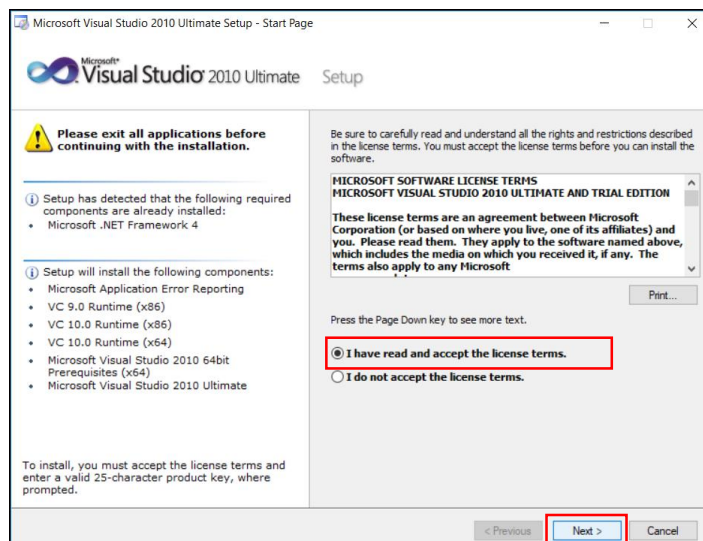 Microsoft Visual Studio 2010 Ultimate Setup - Start Page
Microsoft®
Visual Studio® 2010 Ultimate Setup
Please exit all applications before
continuing with the installation.
Setup has detected that the following required
components are already installed:
• Microsoft .NET Framework 4
Setup will install the following components:
• Microsoft Application Error Reporting
• VC 9.0 Runtime (x86)
• VC 10.0 Runtime (x86)
• VC 10.0 Runtime (x64)
• Microsoft Visual Studio 2010 64bit
Prerequisites (x64)
• Microsoft Visual Studio 2010 Ultimate
To install, you must accept the license terms and
enter a valid 25-character product key, where
prompted.
Be sure to carefully read and understand all the rights and restrictions described
in the license terms. You must accept the license terms before you can install the
software.
MICROSOFT SOFTWARE LICENSE TERMS
MICROSOFT VISUAL STUDIO 2010 ULTIMATE AND TRIAL EDITION
These license terms are an agreement between Microsoft
Corporation (or based on where you live, one of its affiliates) and
you. Please read them. They apply to the software named above,
which includes the media on which you received it, if any. The
terms also apply to any Microsoft
Print...
Press the Page Down key to see more text.
I have read and accept the license terms.
I do not accept the license terms.
< Previous
Next >
Cancel